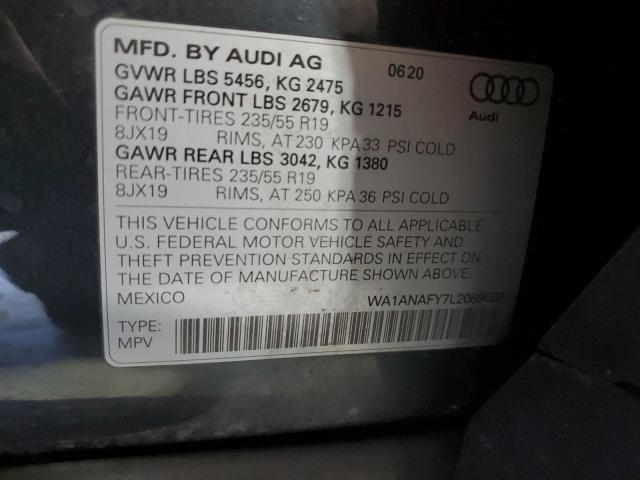 MFD. BY AUDI AG
0620
GVWR LBS 5456, KG 2475
GAWR FRONT LBS 2679, KG 1215
FRONT-TIRES 235/55 R19
8JX19 RIMS, AT 230 KPA 33 PSI COLD
GAWR REAR LBS 3042, KG 1380
REAR-TIRES 235/55 R19
8JX19 RIMS, AT 250 KPA 36 PSI COLD
Audi
THIS VEHICLE CONFORMS TO ALL APPLICABLE
U.S. FEDERAL MOTOR VEHICLE SAFETY AND
THEFT PREVENTION STANDARDS IN EFFECT ON
THE DATE OF MANUFACTURE SHOWN ABOVE.
MEXICO
TYPE:
MPV